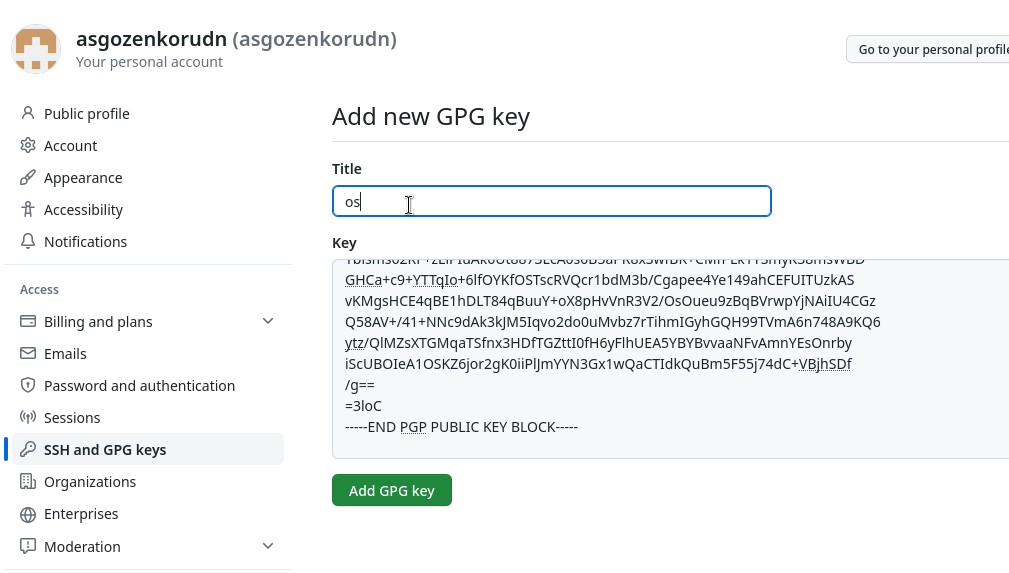 asgozenkorudn (asgozenkorudn)
Your personal account
Go to your personal profile
Public profile
Account
Appearance
Accessibility
Notifications
Access
Billing and plans
Emails
Password and authentication
Sessions
SSH and GPG keys
Organizations
Enterprises
Moderation
Add new GPG key
Title
os
Key
GHCa+c9+YTTqIo+6lfOYKfOSTscRVQcr1bdM3b/Cgapee4Ye149ahCEFUITUzkAS
vKMgsHCE4qBE1hDLT84qBuuY+oX8pHvVnR3V2/OsOueu9zBqBVrwpYjNAiIU4CGz
Q58AV+/41+NNc9dAk3kJM5Iqvo2do0uMvbz7rTihmIGyhGQH99TVmA6n748A9KQ6
ytz/QlMZsXTGMqaTSfnx3HDfTGZttI0fH6yFlhUEA5YBYBvvaaNFvAmnYEsOnrby
iScUBOIeA1OSKZ6jor2gK0iiPlJmYYN3Gx1wQaCTIdkQuBm5F55j74dC+VBjhSDf
/g==
=3loC
-----END PGP PUBLIC KEY BLOCK-----
Add GPG key